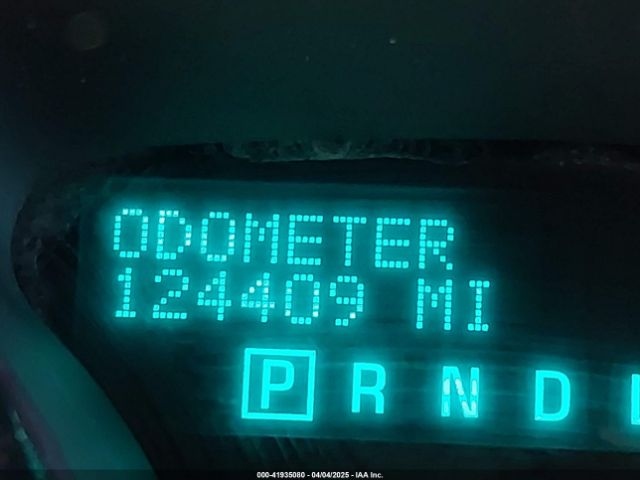 ODOMETER
124409 MI
P R N D
000-41935080 - 04/04/2025 - IAA Inc.